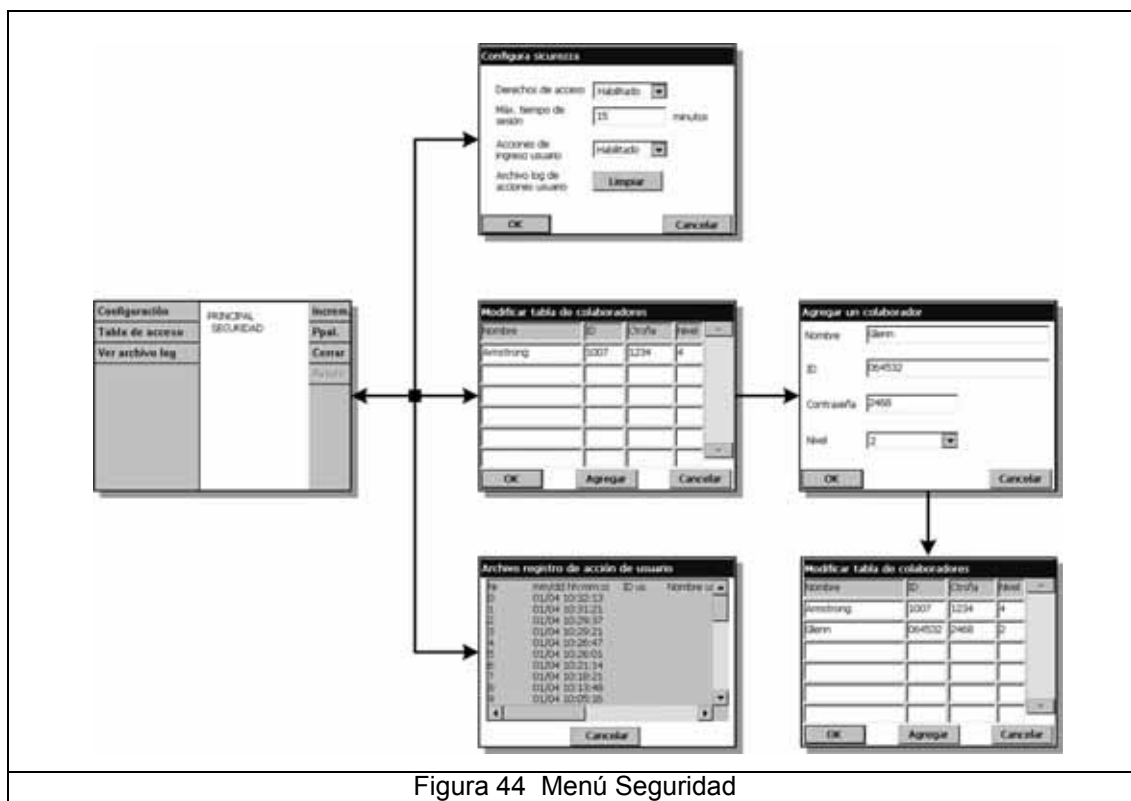 Configura sicurezza
Derechos de acceso Habilitado
Máx. tiempo de sesión 15 minutos
Acciones de ingreso usuario Habilitado
Archivo log de acciones usuario Limpiar
OK Cancelar
Configuración
Tabla de acceso
Ver archivo log
PRINCIPAL
SEGURIDAD
Increm.
Ppal.
Cerrar
Modificar tabla de colaboradores
Nombre ID Ctrsña Nivel
Armstrong 1007 1234 4
OK Agregar Cancelar
Agregar un colaborador
Nombre Glenn
ID 064532
Contraseña 2468
Nivel 2
OK Cancelar
Archivo registro de acción de usuario
Nr mm/dd hh:mm:ss ID us Nombre us
0 01/04 10:32:13
1 01/04 10:31:21
2 01/04 10:29:37
3 01/04 10:29:21
4 01/04 10:26:47
5 01/04 10:26:01
6 01/04 10:21:14
7 01/04 10:18:21
8 01/04 10:13:48
9 01/04 10:05:16
Cancelar
Modificar tabla de colaboradores
Nombre ID Ctrsña Nivel
Armstrong 1007 1234 4
Glenn 064532 2468 2
OK Agregar Cancelar
Figura 44 Menú Seguridad